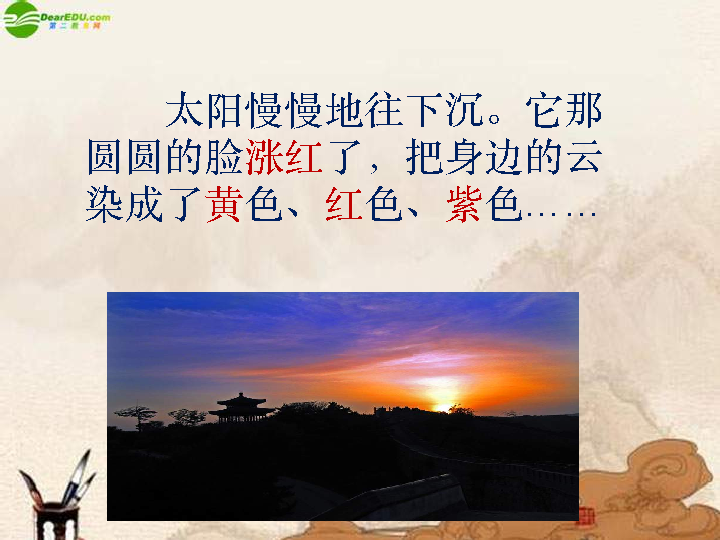 DearEDU.com
第二教育网
太阳慢慢地往下沉。它那
圆圆的脸涨红了，把身边的云
染成了黄色、红色、紫色……